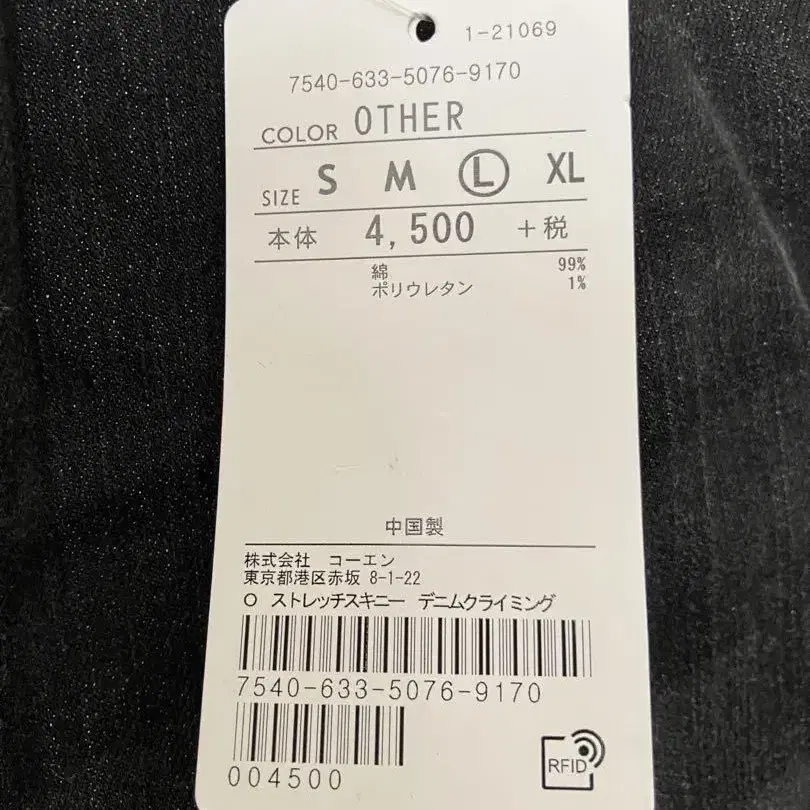 1-21069
7540-633-5076-9170
COLOR OTHER
SIZE S M L XL
本体 4,500 +税
綿 99%
ポリウレタン 1%
中国製
株式会社 コーエン
東京都港区赤坂 8-1-22
O ストレッチスキニー デニムクライミング
7540-633-5076-9170
004500
RFID